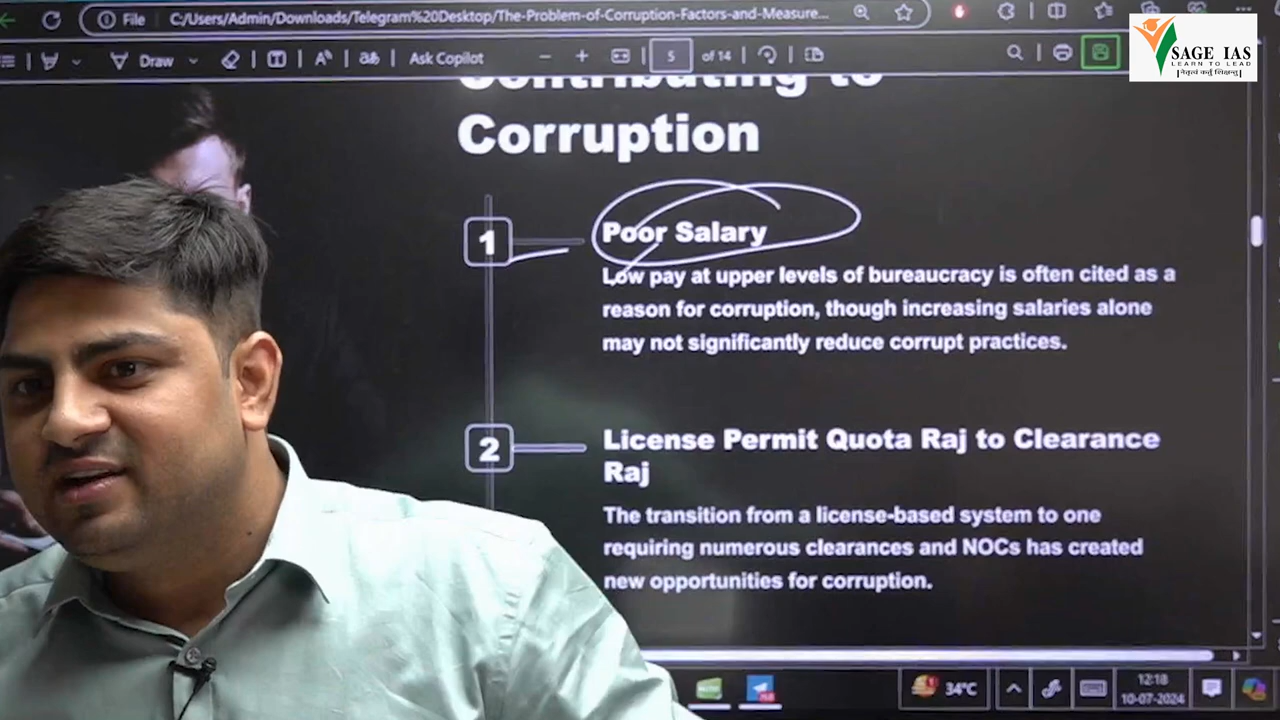 File
C:/Users/Admin/Downloads/Telegram%20Desktop/The-Problem-of-Corruption-Factors-and-Measure...
Draw
Ask Copilot
5
of 14
SAGE IAS
LEARN TO LEAD
नेतृत्वं कर्तुं शिक्षन्तु
Contributing to
Corruption
1
Poor Salary
Low pay at upper levels of bureaucracy is often cited as a
reason for corruption, though increasing salaries alone
may not significantly reduce corrupt practices.
2
License Permit Quota Raj to Clearance
Raj
The transition from a license-based system to one
requiring numerous clearances and NOCs has created
new opportunities for corruption.
34°C
12:18
10-07-2024